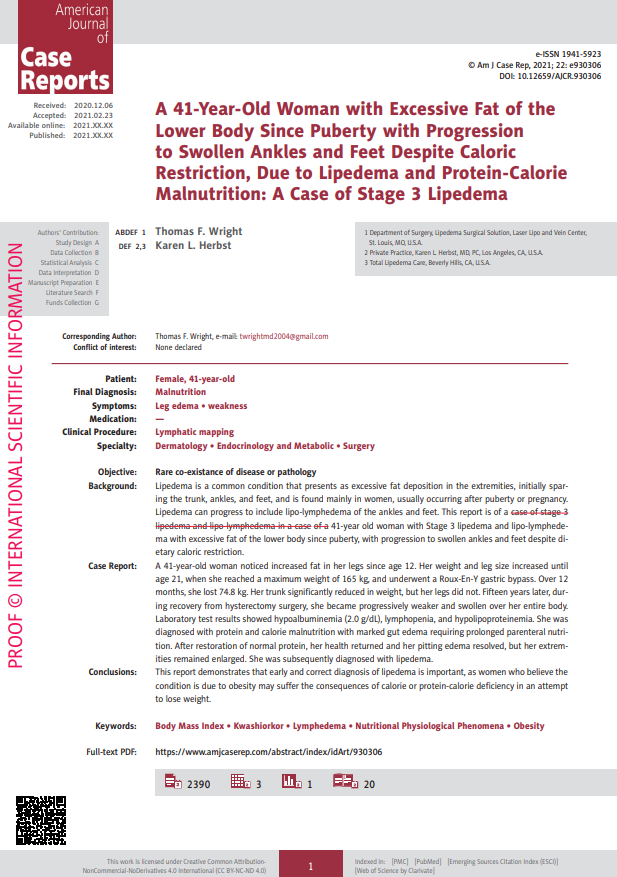 American
Journal
of
Case
Reports
e-ISSN 1941-5923
© Am J Case Rep, 2021; 22: e930306
DOI: 10.12659/AJCR.930306
Received: 2020.12.06
Accepted: 2021.02.23
Available online: 2021.XX.XX
Published: 2021.XX.XX
A 41-Year-Old Woman with Excessive Fat of the
Lower Body Since Puberty with Progression
to Swollen Ankles and Feet Despite Caloric
Restriction, Due to Lipedema and Protein-Calorie
Malnutrition: A Case of Stage 3 Lipedema
Authors' Contribution:
Study Design A
Data Collection B
Statistical Analysis C
Data Interpretation D
Manuscript Preparation E
Literature Search F
Funds Collection G
ABDEF 1 Thomas F. Wright
DEF 2,3 Karen L. Herbst
1 Department of Surgery, Lipedema Surgical Solution, Laser Lipo and Vein Center,
St. Louis, MO, U.S.A.
2 Private Practice, Karen L. Herbst, MD, PC, Los Angeles, CA, U.S.A.
3 Total Lipedema Care, Beverly Hills, CA, U.S.A.
PROOF © INTERNATIONAL SCIENTIFIC INFORMATION
Corresponding Author: Thomas F. Wright, e-mail: twrightmd2004@gmail.com
Conflict of interest: None declared
Patient: Female, 41-year-old
Final Diagnosis: Malnutrition
Symptoms: Leg edema • weakness
Medication: —
Clinical Procedure: Lymphatic mapping
Specialty: Dermatology • Endocrinology and Metabolic • Surgery
Objective: Rare co-existance of disease or pathology
Background: Lipedema is a common condition that presents as excessive fat deposition in the extremities, initially spar-
ing the trunk, ankles, and feet, and is found mainly in women, usually occurring after puberty or pregnancy.
Lipedema can progress to include lipo-lymphedema of the ankles and feet. This report is of a case of stage 3
lipedema and lipo-lymphedema in a case of a 41-year old woman with Stage 3 lipedema and lipo-lymphede-
ma with excessive fat of the lower body since puberty, with progression to swollen ankles and feet despite di-
etary caloric restriction.
Case Report: A 41-year-old woman noticed increased fat in her legs since age 12. Her weight and leg size increased until
age 21, when she reached a maximum weight of 165 kg, and underwent a Roux-En-Y gastric bypass. Over 12
months, she lost 74.8 kg. Her trunk significantly reduced in weight, but her legs did not. Fifteen years later, dur-
ing recovery from hysterectomy surgery, she became progressively weaker and swollen over her entire body.
Laboratory test results showed hypoalbuminemia (2.0 g/dL), lymphopenia, and hypolipoproteinemia. She was
diagnosed with protein and calorie malnutrition with marked gut edema requiring prolonged parenteral nutri-
tion. After restoration of normal protein, her health returned and her pitting edema resolved, but her extrem-
ities remained enlarged. She was subsequently diagnosed with lipedema.
Conclusions: This report demonstrates that early and correct diagnosis of lipedema is important, as women who believe the
condition is due to obesity may suffer the consequences of calorie or protein-calorie deficiency in an attempt
to lose weight.
Keywords: Body Mass Index • Kwashiorkor • Lymphedema • Nutritional Physiological Phenomena • Obesity
Full-text PDF: https://www.amjcaserep.com/abstract/index/idArt/930306
2390 3 1 20
This work is licensed under Creative Common Attribution-
NonCommercial-NoDerivatives 4.0 International (CC BY-NC-ND 4.0)
1
Indexed in: [PMC] [PubMed] [Emerging Sources Citation Index (ESCI)]
[Web of Science by Clarivate]